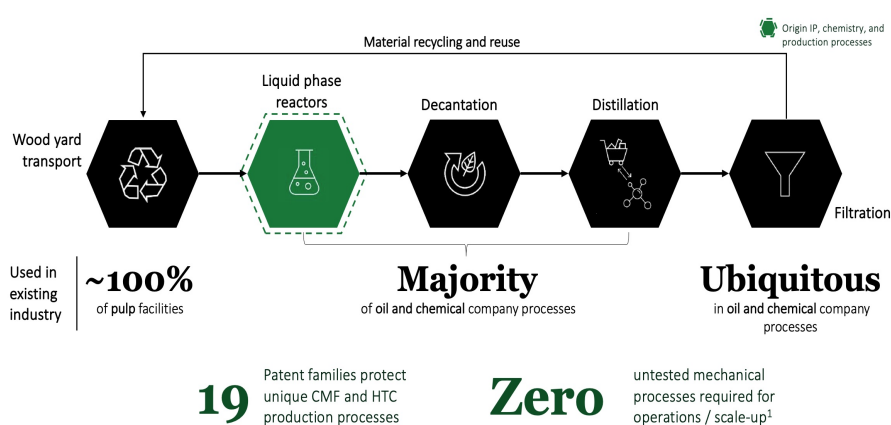 Origin IP, chemistry, and
production processes
Material recycling and reuse
Liquid phase
reactors
Decantation
Distillation
Wood yard
transport
Filtration
Used in
existing
industry
~100%
of pulp facilities
Majority
of oil and chemical company processes
Ubiquitous
in oil and chemical company
processes
19
Patent families protect
unique CMF and HTC
production processes
Zero
untested mechanical
processes required for
operations / scale-up¹